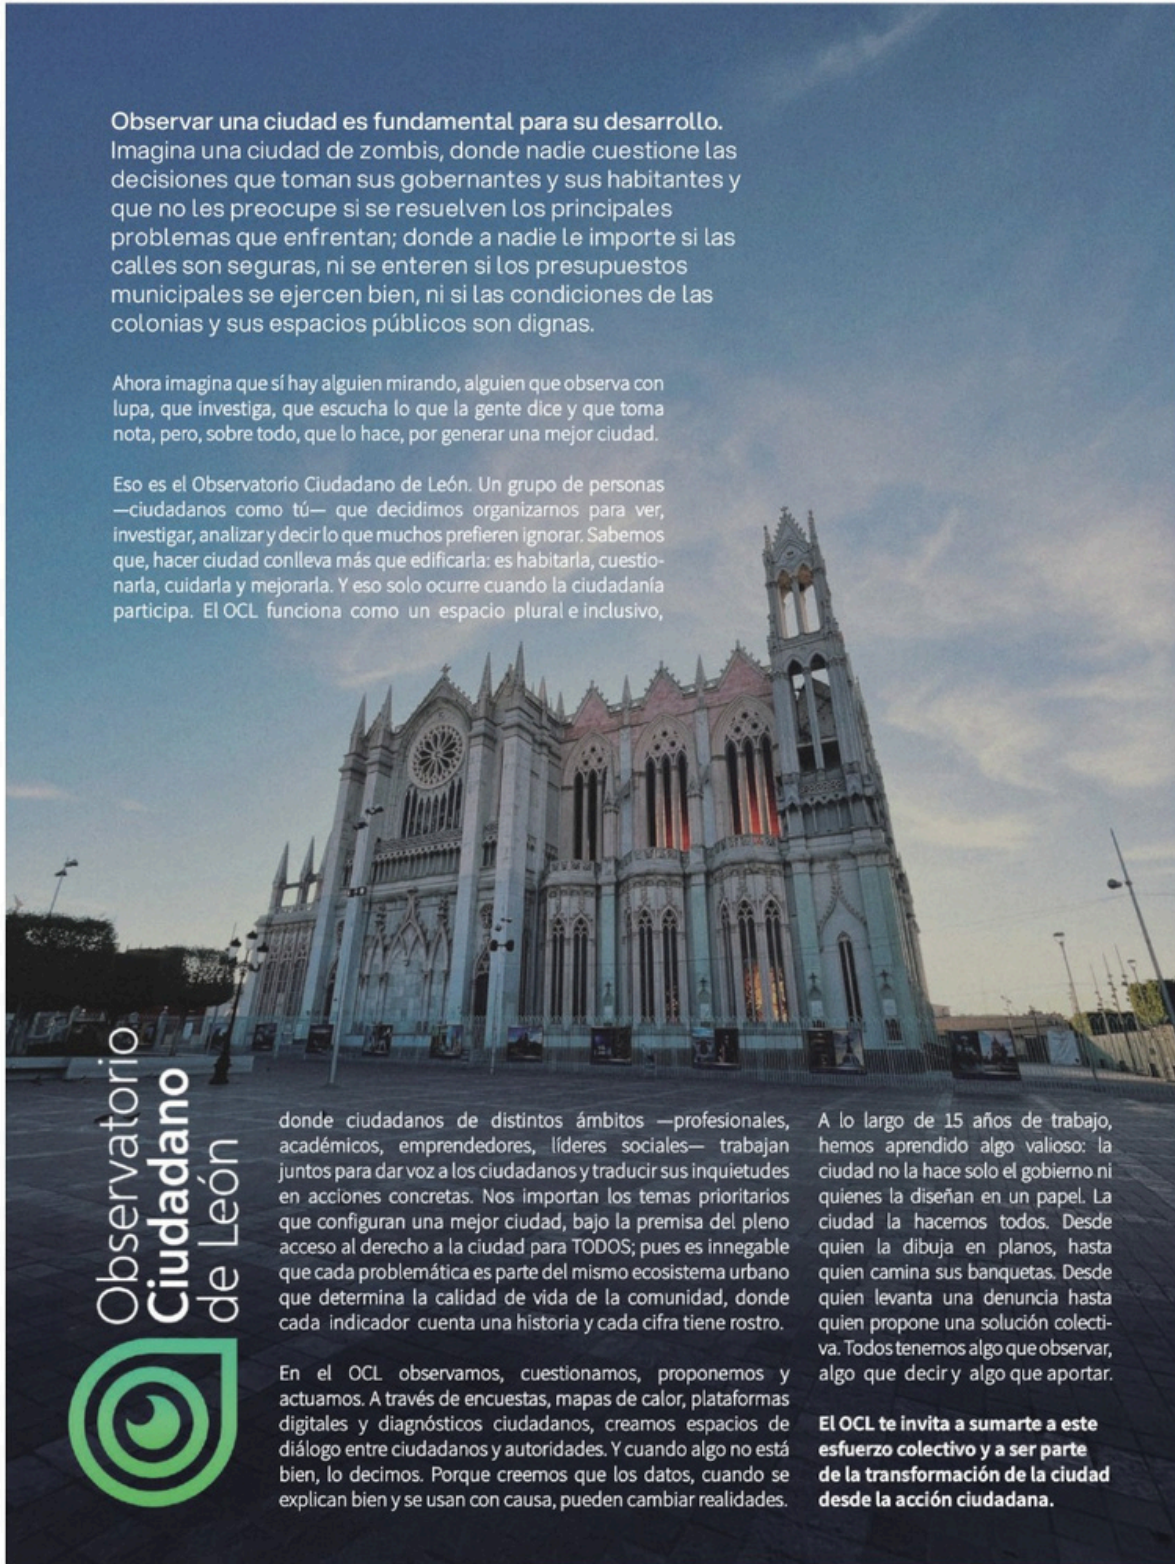 Observar una ciudad es fundamental para su desarrollo.
Imagina una ciudad de zombis, donde nadie cuestione las
decisiones que toman sus gobernantes y sus habitantes y
que no les preocupe si se resuelven los principales
problemas que enfrentan; donde a nadie le importe si las
calles son seguras, ni se enteren si los presupuestos
municipales se ejercen bien, ni si las condiciones de las
colonias y sus espacios públicos son dignas.
Ahora imagina que sí hay alguien mirando, alguien que observa con
lupa, que investiga, que escucha lo que la gente dice y que toma
nota, pero, sobre todo, que lo hace, por generar una mejor ciudad.
Eso es el Observatorio Ciudadano de León. Un grupo de personas
—ciudadanos como tú— que decidimos organizarnos para ver,
investigar, analizar y decir lo que muchos prefieren ignorar. Sabemos
que, hacer ciudad conlleva más que edificarla: es habitarla, cuestio-
narla, cuidarla y mejorarla. Y eso solo ocurre cuando la ciudadanía
participa. El OCL funciona como un espacio plural e inclusivo,
donde ciudadanos de distintos ámbitos —profesionales,
académicos, emprendedores, líderes sociales— trabajan
juntos para dar voz a los ciudadanos y traducir sus inquietudes
en acciones concretas. Nos importan los temas prioritarios
que configuran una mejor ciudad, bajo la premisa del pleno
acceso al derecho a la ciudad para TODOS; pues es innegable
que cada problemática es parte del mismo ecosistema urbano
que determina la calidad de vida de la comunidad, donde
cada indicador cuenta una historia y cada cifra tiene rostro.
En el OCL observamos, cuestionamos, proponemos y
actuamos. A través de encuestas, mapas de calor, plataformas
digitales y diagnósticos ciudadanos, creamos espacios de
diálogo entre ciudadanos y autoridades. Y cuando algo no está
bien, lo decimos. Porque creemos que los datos, cuando se
explican bien y se usan con causa, pueden cambiar realidades.
A lo largo de 15 años de trabajo,
hemos aprendido algo valioso: la
ciudad no la hace solo el gobierno ni
quienes la diseñan en un papel. La
ciudad la hacemos todos. Desde
quien la dibuja en planos, hasta
quien camina sus banquetas. Desde
quien levanta una denuncia hasta
quien propone una solución colecti-
va. Todos tenemos algo que observar,
algo que decir y algo que aportar.
El OCL te invita a sumarte a este
esfuerzo colectivo y a ser parte
de la transformación de la ciudad
desde la acción ciudadana.
Observatorio
Ciudadano
de León